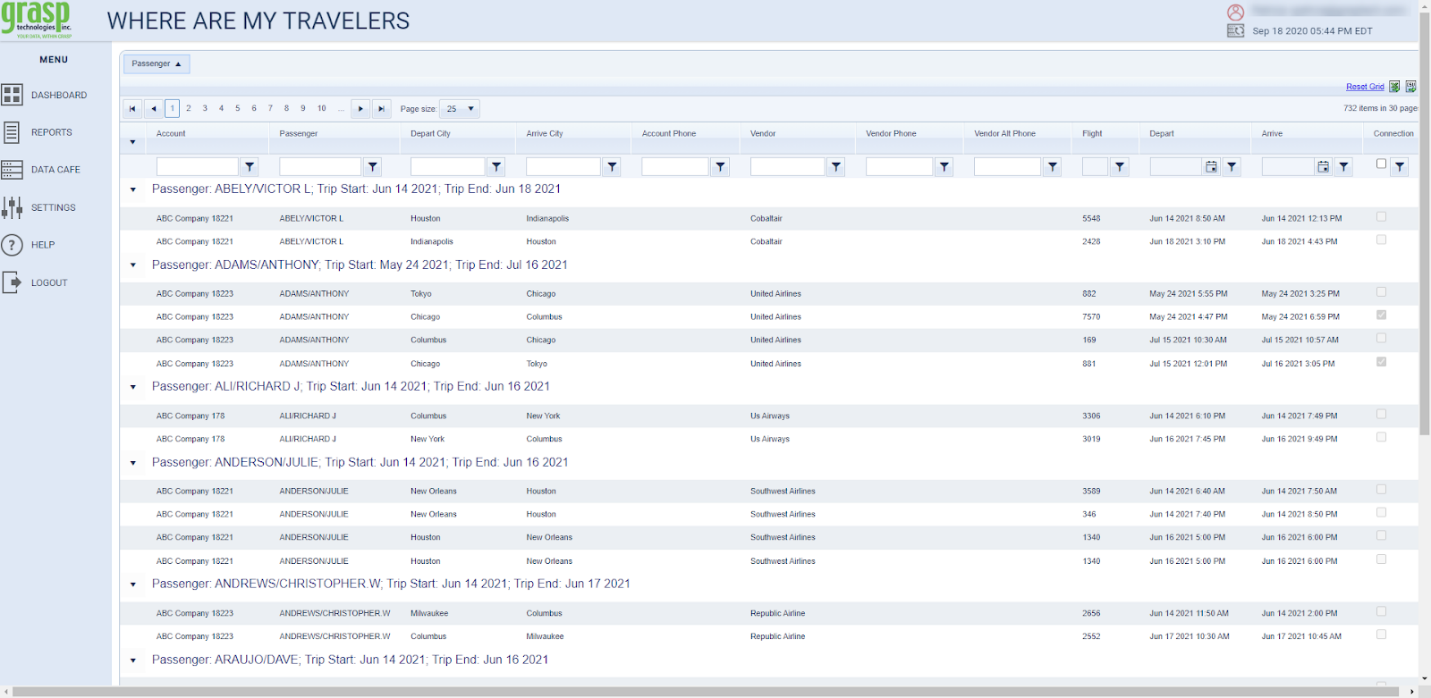 grasp
technologies inc.
YOUR DATA, WITHIN GRASP
WHERE ARE MY TRAVELERS
Sep 18 2020 05:44 PM EDT
MENU
DASHBOARD
REPORTS
DATA CAFE
SETTINGS
HELP
LOGOUT
Passenger ▲
Reset Grid
1 2 3 4 5 6 7 8 9 10 ... Page size: 25
732 items in 30 page
Account Passenger Depart City Arrive City Account Phone Vendor Vendor Phone Vendor Alt Phone Flight Depart Arrive Connection
Passenger: ABELY/VICTOR L; Trip Start: Jun 14 2021; Trip End: Jun 18 2021
ABC Company 18221 ABELY/VICTOR L Houston Indianapolis Cobaltair 5548 Jun 14 2021 8:50 AM Jun 14 2021 12:13 PM
ABC Company 18221 ABELY/VICTOR L Indianapolis Houston Cobaltair 2428 Jun 18 2021 3:10 PM Jun 18 2021 4:43 PM
Passenger: ADAMS/ANTHONY; Trip Start: May 24 2021; Trip End: Jul 16 2021
ABC Company 18223 ADAMS/ANTHONY Tokyo Chicago United Airlines 882 May 24 2021 5:55 PM May 24 2021 3:25 PM
ABC Company 18223 ADAMS/ANTHONY Chicago Columbus United Airlines 7570 May 24 2021 4:47 PM May 24 2021 6:59 PM
ABC Company 18223 ADAMS/ANTHONY Columbus Chicago United Airlines 169 Jul 15 2021 10:30 AM Jul 15 2021 10:57 AM
ABC Company 18223 ADAMS/ANTHONY Chicago Tokyo United Airlines 881 Jul 15 2021 12:01 PM Jul 16 2021 3:05 PM
Passenger: ALI/RICHARD J; Trip Start: Jun 14 2021; Trip End: Jun 16 2021
ABC Company 178 ALI/RICHARD J Columbus New York Us Airways 3306 Jun 14 2021 6:10 PM Jun 14 2021 7:49 PM
ABC Company 178 ALI/RICHARD J New York Columbus Us Airways 3019 Jun 16 2021 7:45 PM Jun 16 2021 9:49 PM
Passenger: ANDERSON/JULIE; Trip Start: Jun 14 2021; Trip End: Jun 16 2021
ABC Company 18221 ANDERSON/JULIE New Orleans Houston Southwest Airlines 3589 Jun 14 2021 6:40 AM Jun 14 2021 7:50 AM
ABC Company 18221 ANDERSON/JULIE New Orleans Houston Southwest Airlines 346 Jun 14 2021 7:40 PM Jun 14 2021 8:50 PM
ABC Company 18221 ANDERSON/JULIE Houston New Orleans Southwest Airlines 1340 Jun 16 2021 5:00 PM Jun 16 2021 6:00 PM
ABC Company 18221 ANDERSON/JULIE Houston New Orleans Southwest Airlines 1340 Jun 16 2021 5:00 PM Jun 16 2021 6:00 PM
Passenger: ANDREWS/CHRISTOPHER.W; Trip Start: Jun 14 2021; Trip End: Jun 17 2021
ABC Company 18223 ANDREWS/CHRISTOPHER.W Milwaukee Columbus Republic Airline 2656 Jun 14 2021 11:50 AM Jun 14 2021 2:00 PM
ABC Company 18223 ANDREWS/CHRISTOPHER.W Columbus Milwaukee Republic Airline 2552 Jun 17 2021 10:30 AM Jun 17 2021 10:45 AM
Passenger: ARAUJO/DAVE; Trip Start: Jun 14 2021; Trip End: Jun 16 2021